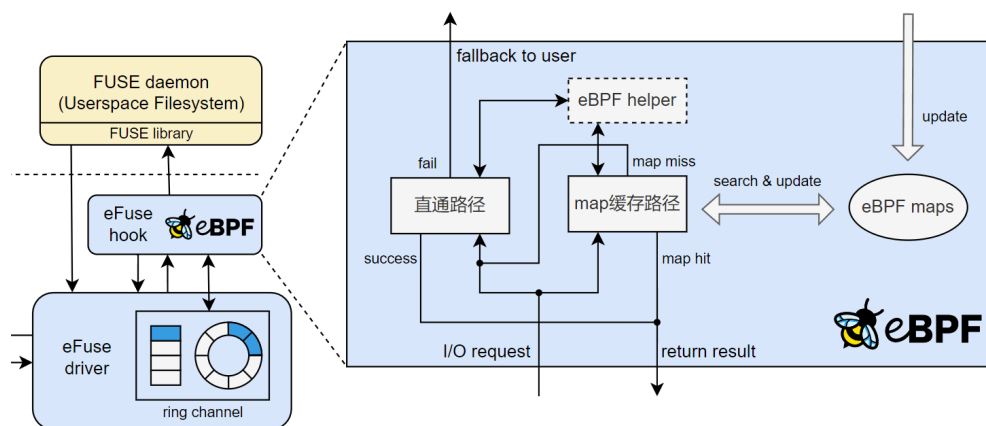 FUSE daemon
(Userspace Filesystem)
FUSE library
eFuse
hook
eBPF
eFuse
driver
ring channel
fallback to user
eBPF helper
update
fail
map miss
直通路径
map缓存路径
search & update
eBPF maps
success
map hit
I/O request
return result
eBPF